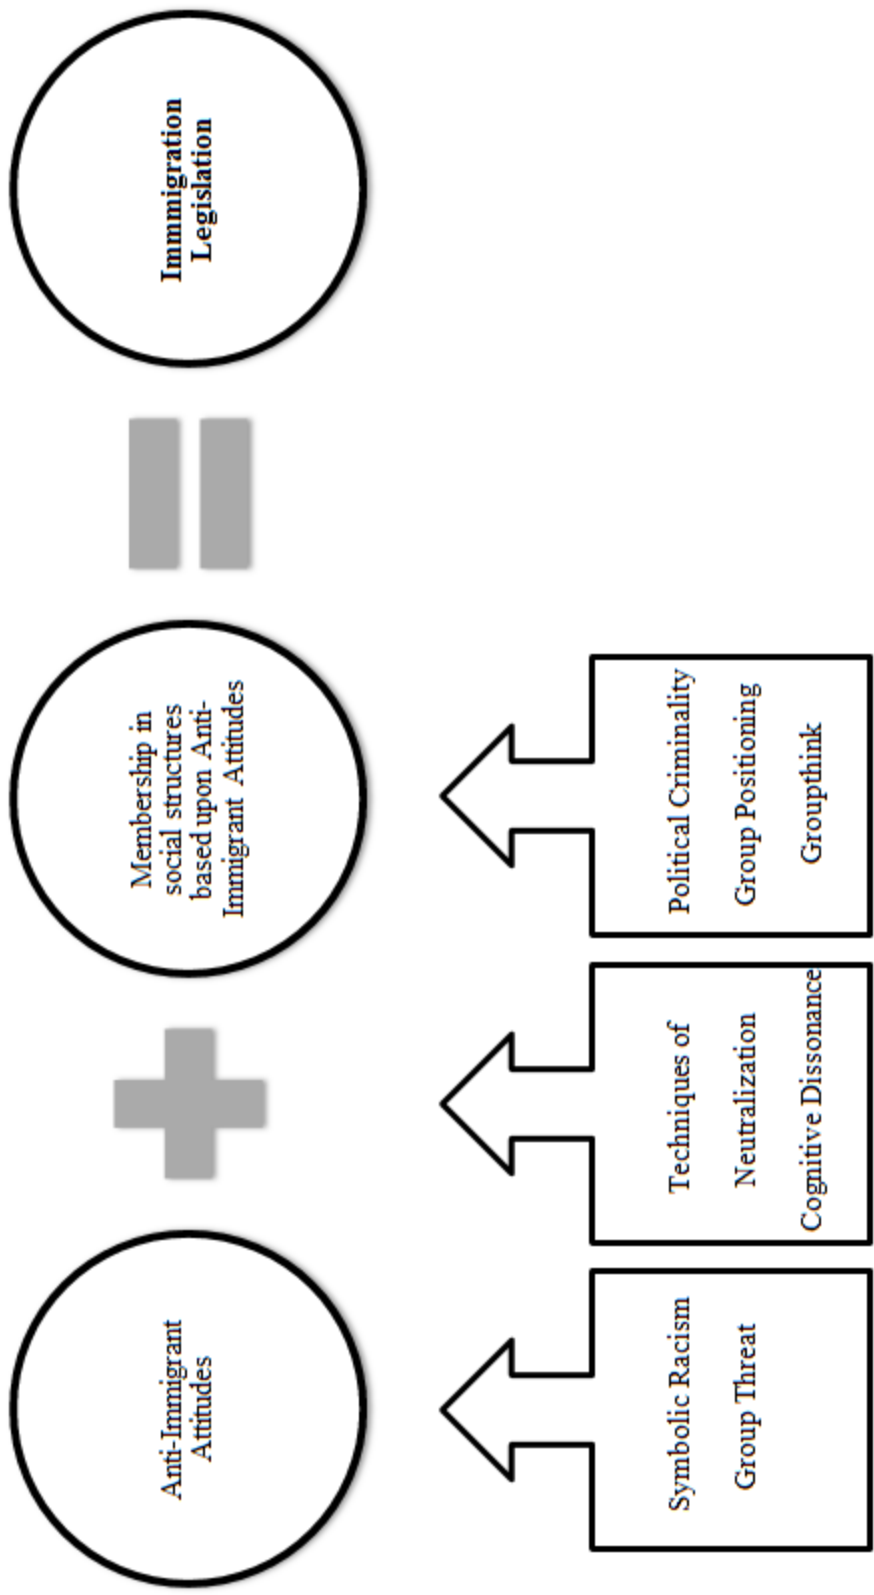 Anti-Immigrant
Attitudes
Membership in
social structures
based upon Anti-
Immigrant Attitudes
Immmigration
Legislation
Symbolic Racism
Group Threat
Techniques of
Neutralization
Cognitive Dissonance
Political Criminality
Group Positioning
Groupthink